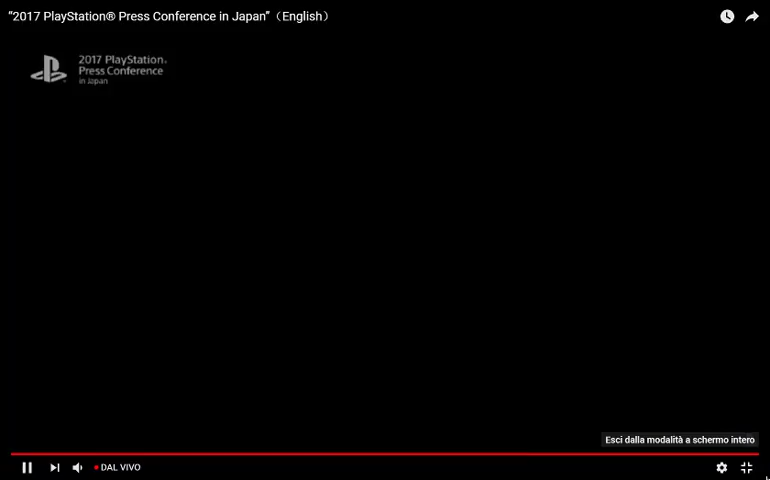 "2017 PlayStation® Press Conference in Japan"（English）
2017 PlayStation®
Press Conference
in Japan
Esci dalla modalità a schermo intero
DAL VIVO